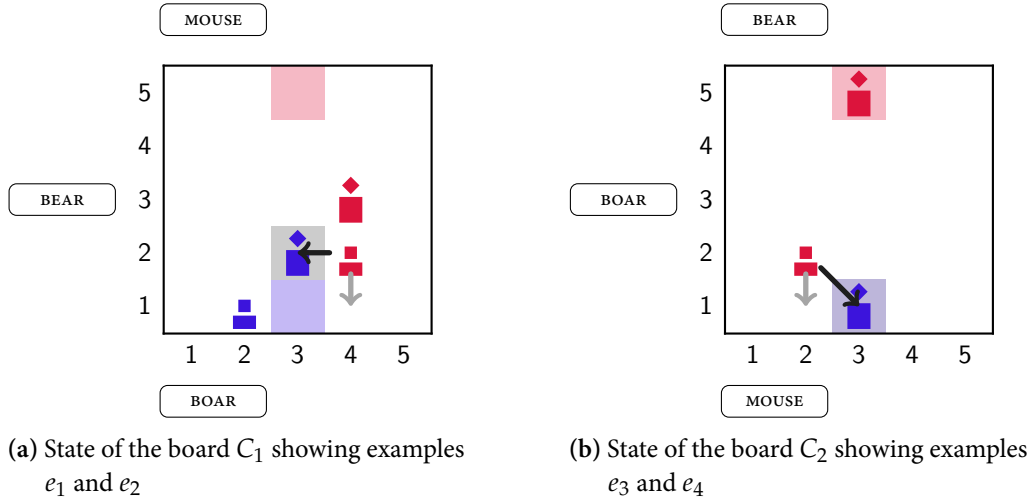 MOUSE
5
4
3
2
1
1 2 3 4 5
BEAR
BOAR
(a) State of the board C₁ showing examples
e₁ and e₂
BEAR
5
4
3
2
1
1 2 3 4 5
BOAR
MOUSE
(b) State of the board C₂ showing examples
e₃ and e₄